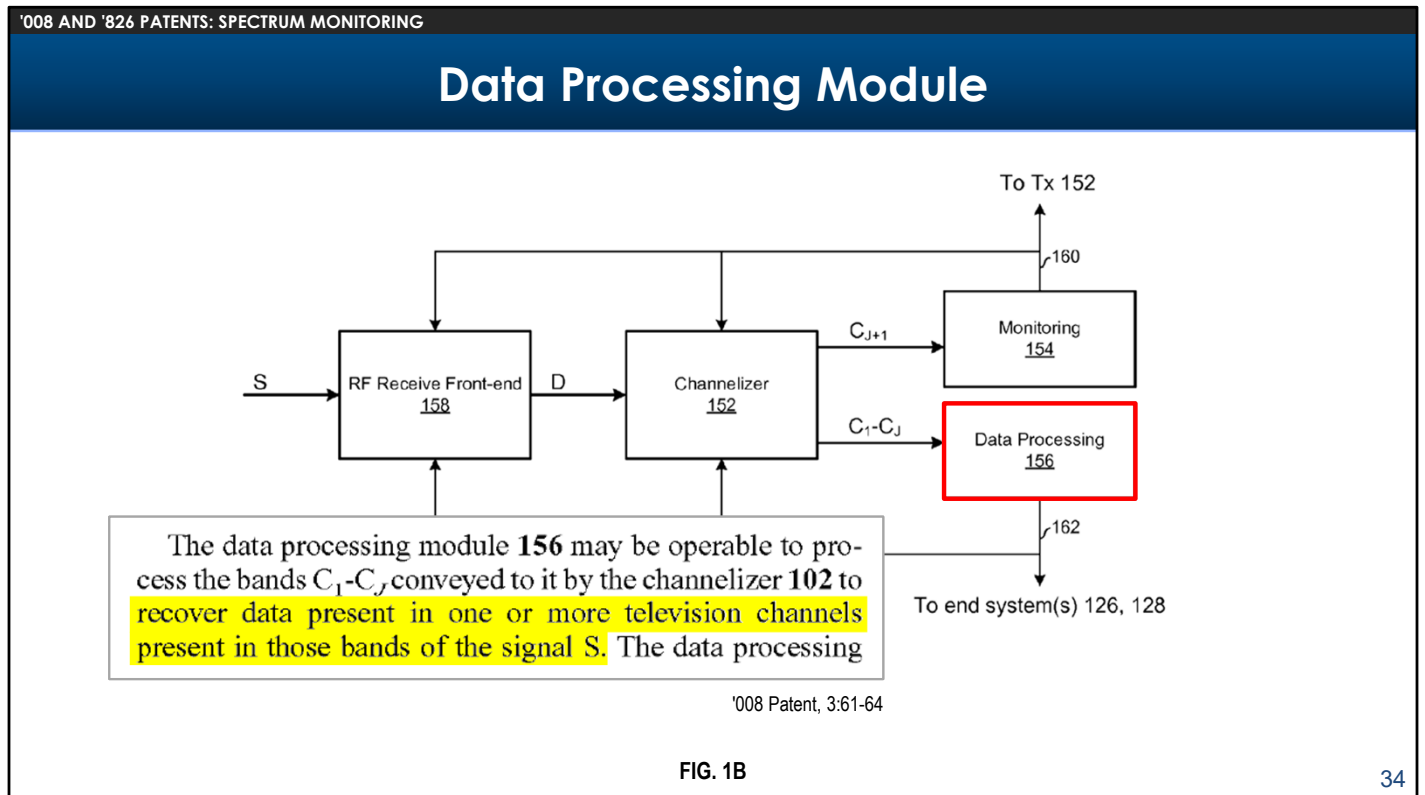 '008 AND '826 PATENTS: SPECTRUM MONITORING
Data Processing Module
To Tx 152
160
Monitoring
154
C_{J+1}
S
RF Receive Front-end
158
D
Channelizer
152
C₁-C_J
Data Processing
156
162
To end system(s) 126, 128
The data processing module 156 may be operable to pro-
cess the bands C₁-C_J conveyed to it by the channelizer 102 to
recover data present in one or more television channels
present in those bands of the signal S. The data processing
'008 Patent, 3:61-64
FIG. 1B
34